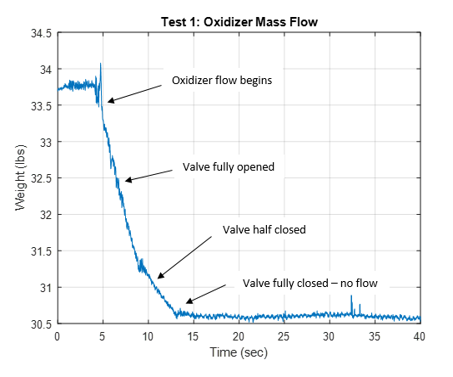 Test 1: Oxidizer Mass Flow
34.5
34
33.5
33
32.5
32
31.5
31
30.5
Weight (lbs)
Oxidizer flow begins
Valve fully opened
Valve half closed
Valve fully closed – no flow
0 5 10 15 20 25 30 35 40
Time (sec)